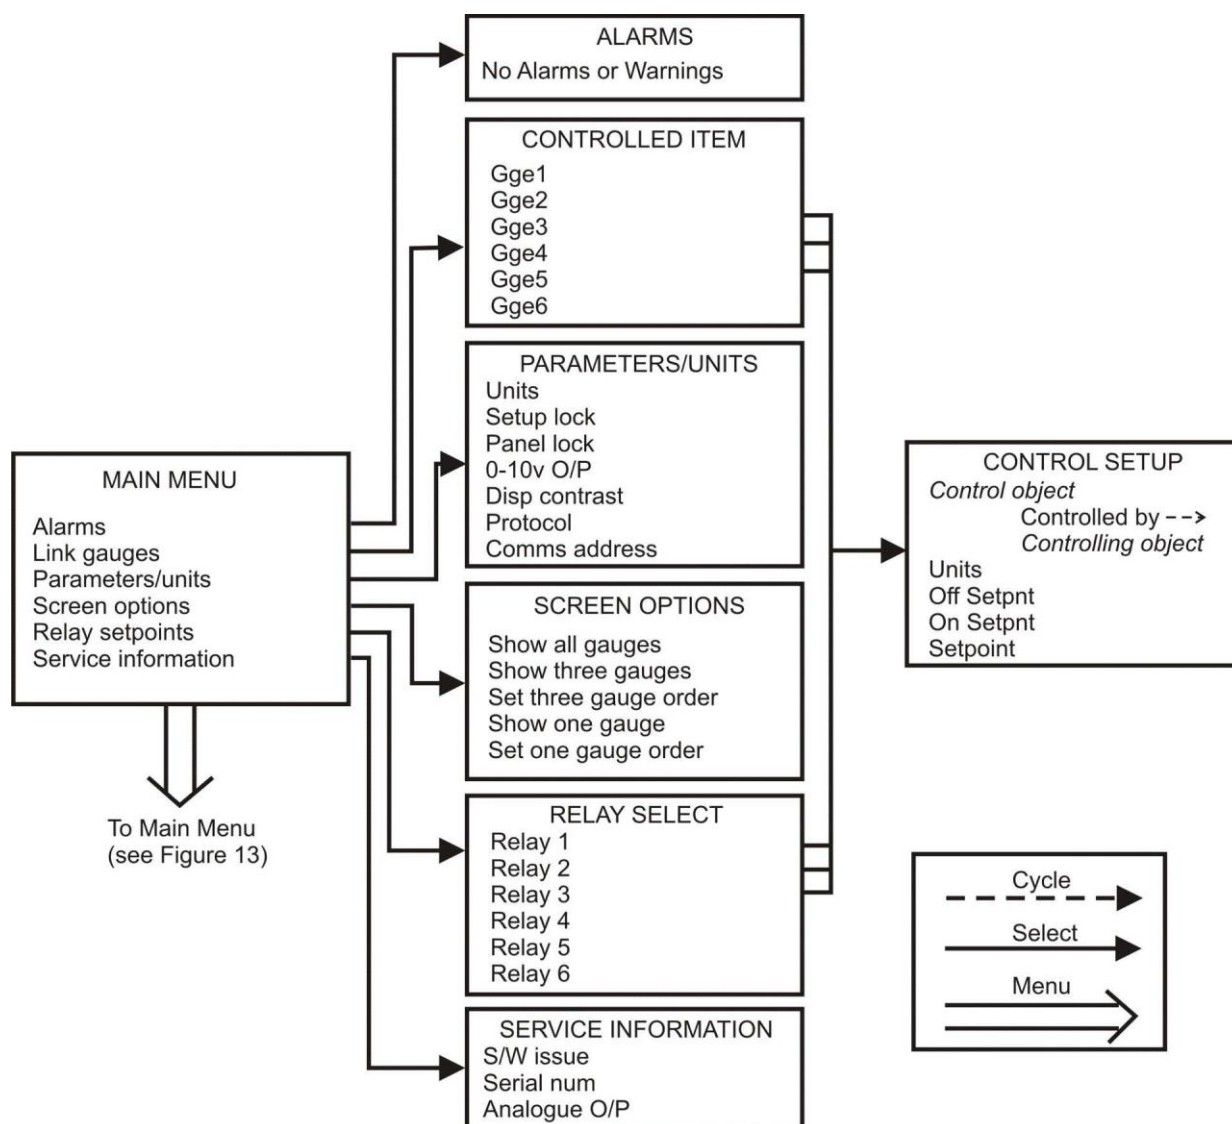 ALARMS
No Alarms or Warnings
CONTROLLED ITEM
Gge1
Gge2
Gge3
Gge4
Gge5
Gge6
PARAMETERS/UNITS
Units
Setup lock
Panel lock
0-10v O/P
Disp contrast
Protocol
Comms address
MAIN MENU
Alarms
Link gauges
Parameters/units
Screen options
Relay setpoints
Service information
To Main Menu
(see Figure 13)
SCREEN OPTIONS
Show all gauges
Show three gauges
Set three gauge order
Show one gauge
Set one gauge order
RELAY SELECT
Relay 1
Relay 2
Relay 3
Relay 4
Relay 5
Relay 6
SERVICE INFORMATION
S/W issue
Serial num
Analogue O/P
CONTROL SETUP
Control object
Controlled by
Controlling object
Units
Off Setpnt
On Setpnt
Setpoint
Cycle
Select
Menu